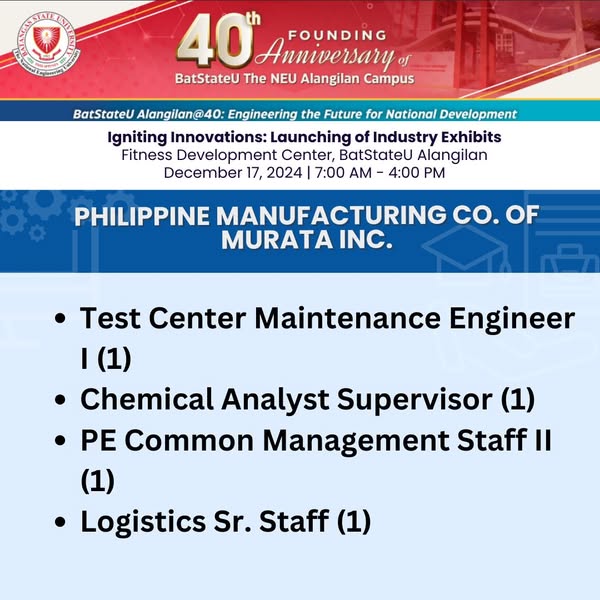 BATANGAS STATE UNIVERSITY
The National Engineering University
40th
FOUNDING
Anniversary of
BatStateU The NEU Alangilan Campus
BatStateU Alangilan@40: Engineering the Future for National Development
Igniting Innovations: Launching of Industry Exhibits
Fitness Development Center, BatStateU Alangilan
December 17, 2024 | 7:00 AM - 4:00 PM
PHILIPPINE MANUFACTURING CO. OF
MURATA INC.
• Test Center Maintenance Engineer
I (1)
• Chemical Analyst Supervisor (1)
• PE Common Management Staff II
(1)
• Logistics Sr. Staff (1)